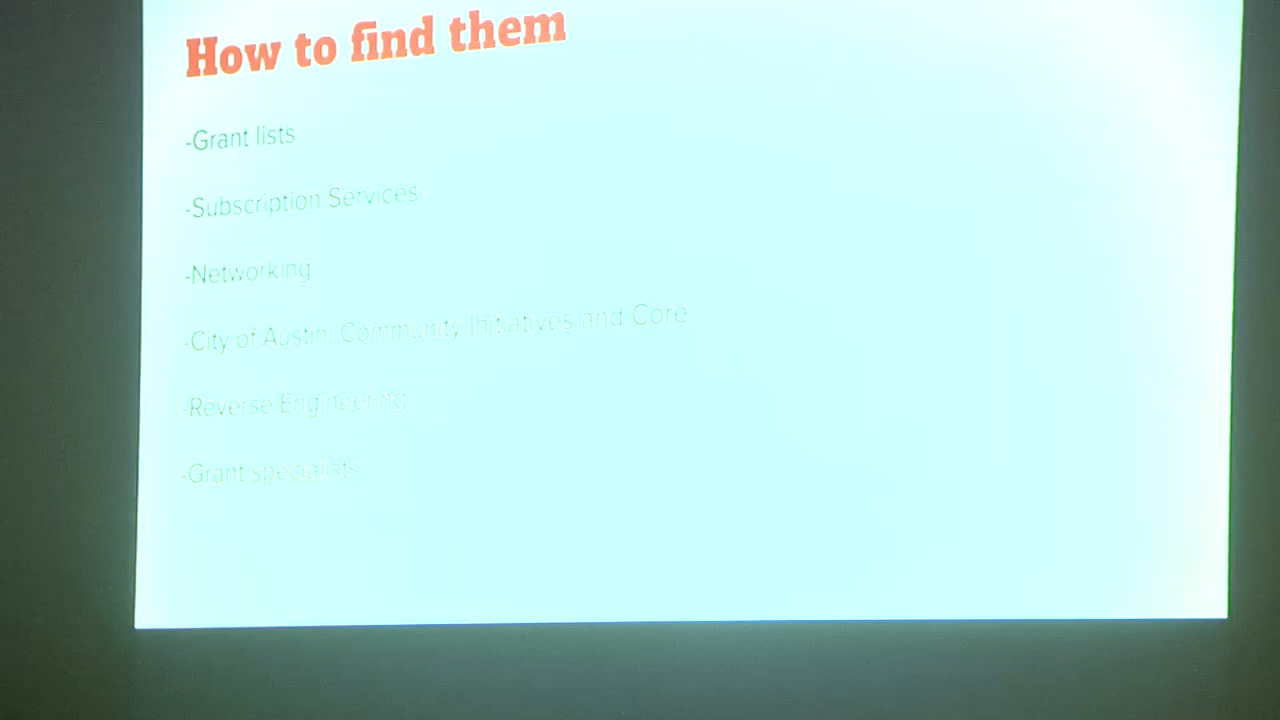 How to find them
-Grant lists
-Subscription Services
-Networking
-City of Austin: Community Initiatives and Core
-Reverse Engineering
-Grant specialists